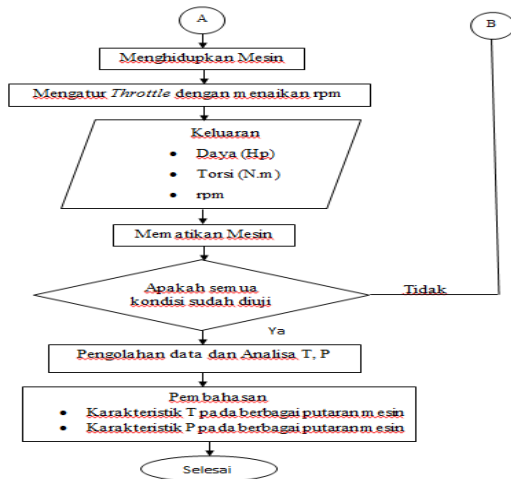 A
B
Menghidupkan Mesin
Mengatur Throttle dengan menaikan rpm
Keluaran
• Daya (Hp)
• Torsi (N.m)
• rpm
Mematikan Mesin
Apakah semua
kondisi sudah diuji
Tidak
Ya
Pengolahan data dan Analisa T, P
Pembahasan
• Karakteristik T pada berbagai putaran mesin
• Karakteristik P pada berbagai putaran mesin
Selesai